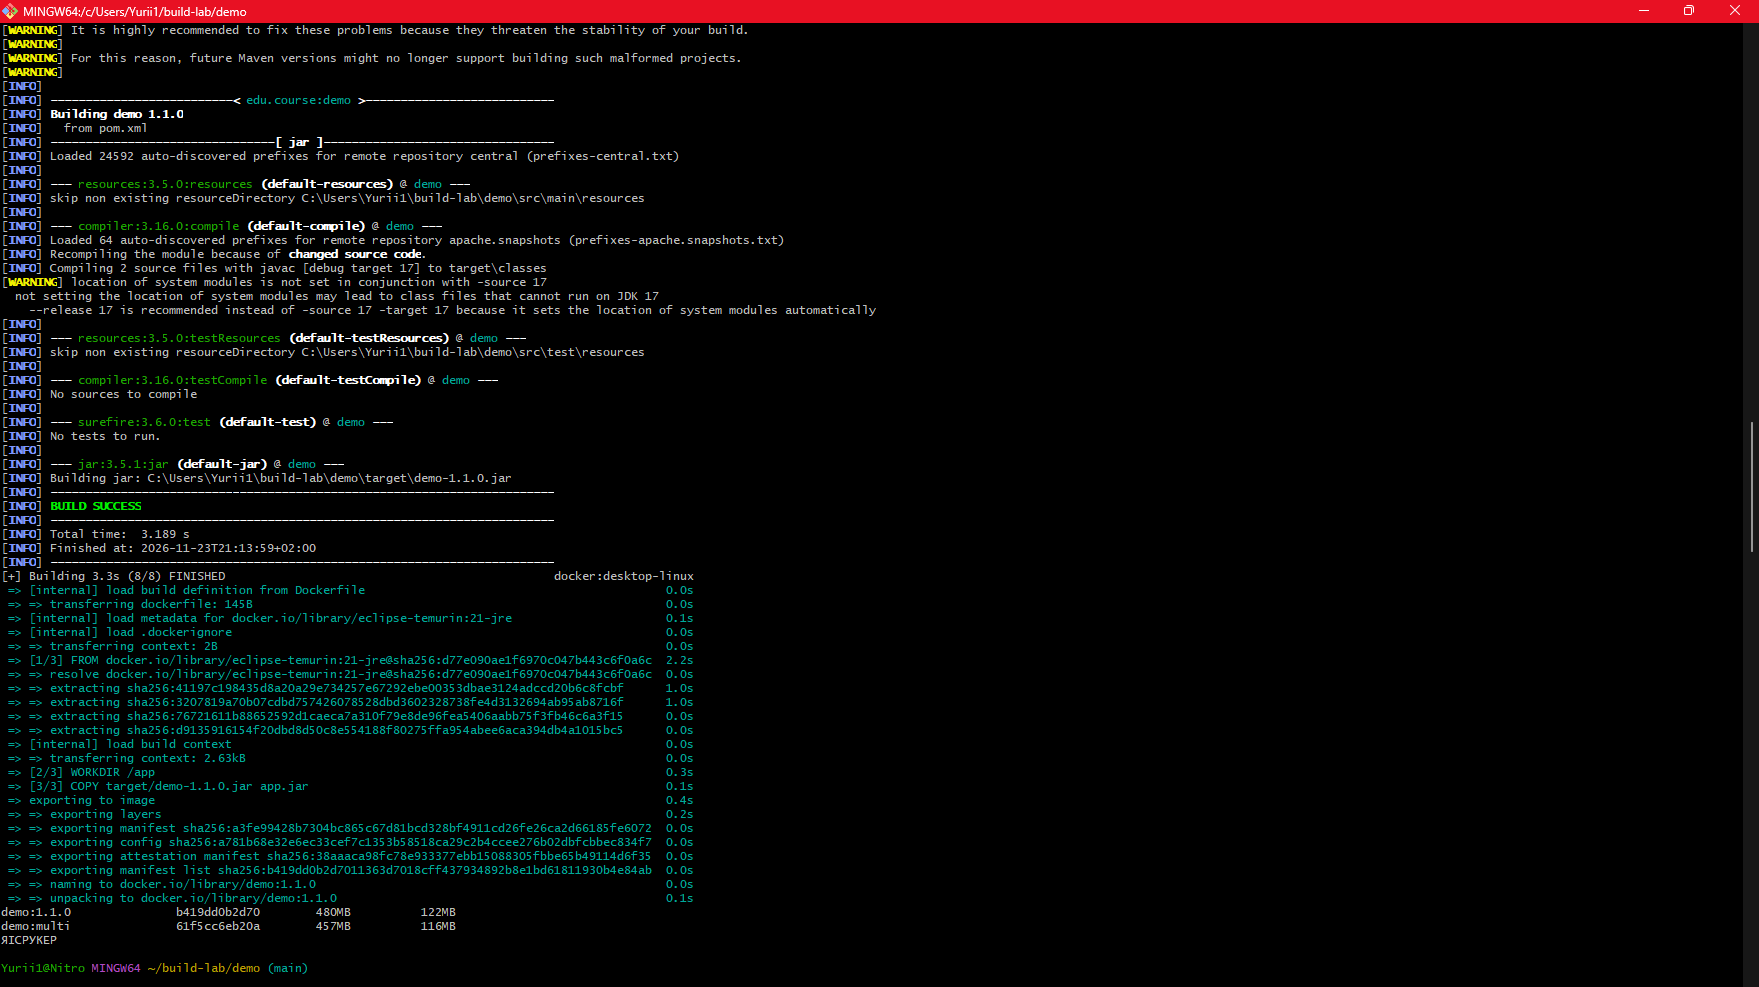 MINGW64:/c/Users/Yurii1/build-lab/demo
[WARNING] It is highly recommended to fix these problems because they threaten the stability of your build.
[WARNING]
[WARNING] For this reason, future Maven versions might no longer support building such malformed projects.
[WARNING]
[INFO]
[INFO] --------------------------< edu.course:demo >---------------------------
[INFO] Building demo 1.1.0
[INFO]   from pom.xml
[INFO] --------------------------------[ jar ]---------------------------------
[INFO] Loaded 24592 auto-discovered prefixes for remote repository central (prefixes-central.txt)
[INFO]
[INFO] --- resources:3.5.0:resources (default-resources) @ demo ---
[INFO] skip non existing resourceDirectory C:\Users\Yurii1\build-lab\demo\src\main\resources
[INFO]
[INFO] --- compiler:3.16.0:compile (default-compile) @ demo ---
[INFO] Loaded 64 auto-discovered prefixes for remote repository apache.snapshots (prefixes-apache.snapshots.txt)
[INFO] Recompiling the module because of changed source code.
[INFO] Compiling 2 source files with javac [debug target 17] to target\classes
[WARNING] location of system modules is not set in conjunction with -source 17
  not setting the location of system modules may lead to class files that cannot run on JDK 17
    --release 17 is recommended instead of -source 17 -target 17 because it sets the location of system modules automatically
[INFO]
[INFO] --- resources:3.5.0:testResources (default-testResources) @ demo ---
[INFO] skip non existing resourceDirectory C:\Users\Yurii1\build-lab\demo\src\test\resources
[INFO]
[INFO] --- compiler:3.16.0:testCompile (default-testCompile) @ demo ---
[INFO] No sources to compile
[INFO]
[INFO] --- surefire:3.6.0:test (default-test) @ demo ---
[INFO] No tests to run.
[INFO]
[INFO] --- jar:3.5.1:jar (default-jar) @ demo ---
[INFO] Building jar: C:\Users\Yurii1\build-lab\demo\target\demo-1.1.0.jar
[INFO] ------------------------------------------------------------------------
[INFO] BUILD SUCCESS
[INFO] ------------------------------------------------------------------------
[INFO] Total time:  3.189 s
[INFO] Finished at: 2026-11-23T21:13:59+02:00
[INFO] ------------------------------------------------------------------------
[+] Building 3.3s (8/8) FINISHED docker:desktop-linux
=> [internal] load build definition from Dockerfile 0.0s
=> => transferring dockerfile: 145B 0.0s
=> [internal] load metadata for docker.io/library/eclipse-temurin:21-jre 0.1s
=> [internal] load .dockerignore 0.0s
=> => transferring context: 2B 0.0s
=> [1/3] FROM docker.io/library/eclipse-temurin:21-jre@sha256:d77e090ae1f6970c047b443c6f0a6c 2.2s
=> => resolve docker.io/library/eclipse-temurin:21-jre@sha256:d77e090ae1f6970c047b443c6f0a6c 0.0s
=> => extracting sha256:41197c198435d8a20a29e734257e67292ebe00353dbae3124adccd20b6c8fcbf 1.0s
=> => extracting sha256:3207819a70b07cdbd757426078528dbd3602328738fe4d3132694ab95ab8716f 1.0s
=> => extracting sha256:76721611b88652592d1caeca7a310f79e8de96fea5406aabb75f3fb46c6a3f15 0.0s
=> => extracting sha256:d9135916154f20dbd8d50c8e554188f80275ffa954abee6aca394db4a1015bc5 0.0s
=> [internal] load build context 0.0s
=> => transferring context: 2.63kB 0.0s
=> [2/3] WORKDIR /app 0.3s
=> [3/3] COPY target/demo-1.1.0.jar app.jar 0.1s
=> exporting to image 0.4s
=> => exporting layers 0.2s
=> => exporting manifest sha256:a3fe99428b7304bc865c67d81bcd328bf4911cd26fe26ca2d66185fe6072 0.0s
=> => exporting config sha256:a781b68e32e6ec33cef7c1353b58518ca29c2b4ccee276b02dbfcbbec834f7 0.0s
=> => exporting attestation manifest sha256:38aaaca98fc78e933377ebb15088305fbbe65b49114d6f35 0.0s
=> => exporting manifest list sha256:b419dd0b2d7011363d7018cff437934892b8e1bd61811930b4e84ab 0.0s
=> => naming to docker.io/library/demo:1.1.0 0.0s
=> => unpacking to docker.io/library/demo:1.1.0 0.1s
demo:1.1.0 b419dd0b2d70 480MB 122MB
demo:multi 61f5cc6eb20a 457MB 116MB
ЯІСРУКЕР
Yurii1@Nitro MINGW64 ~/build-lab/demo (main)